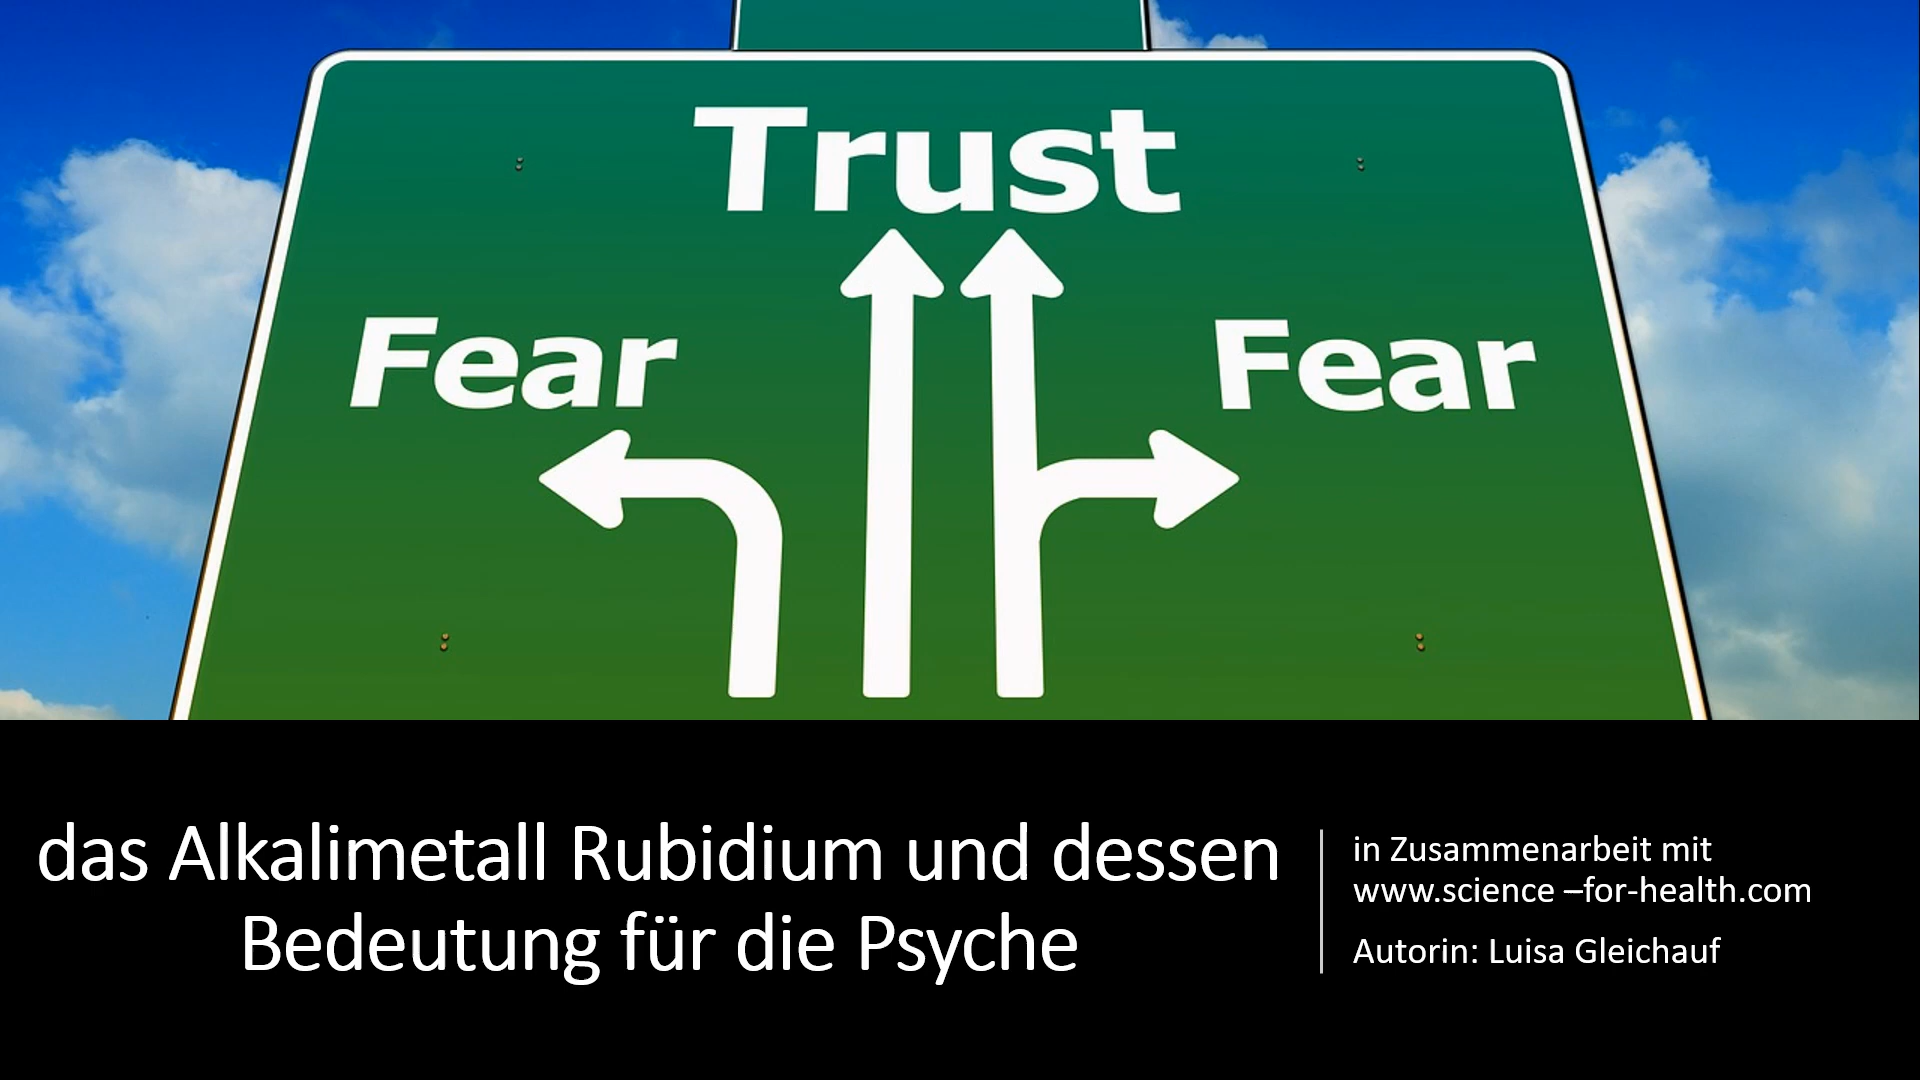 Trust
Fear
Fear
das Alkalimetall Rubidium und dessen
Bedeutung für die Psyche
in Zusammenarbeit mit
www.science –for-health.com
Autorin: Luisa Gleichauf